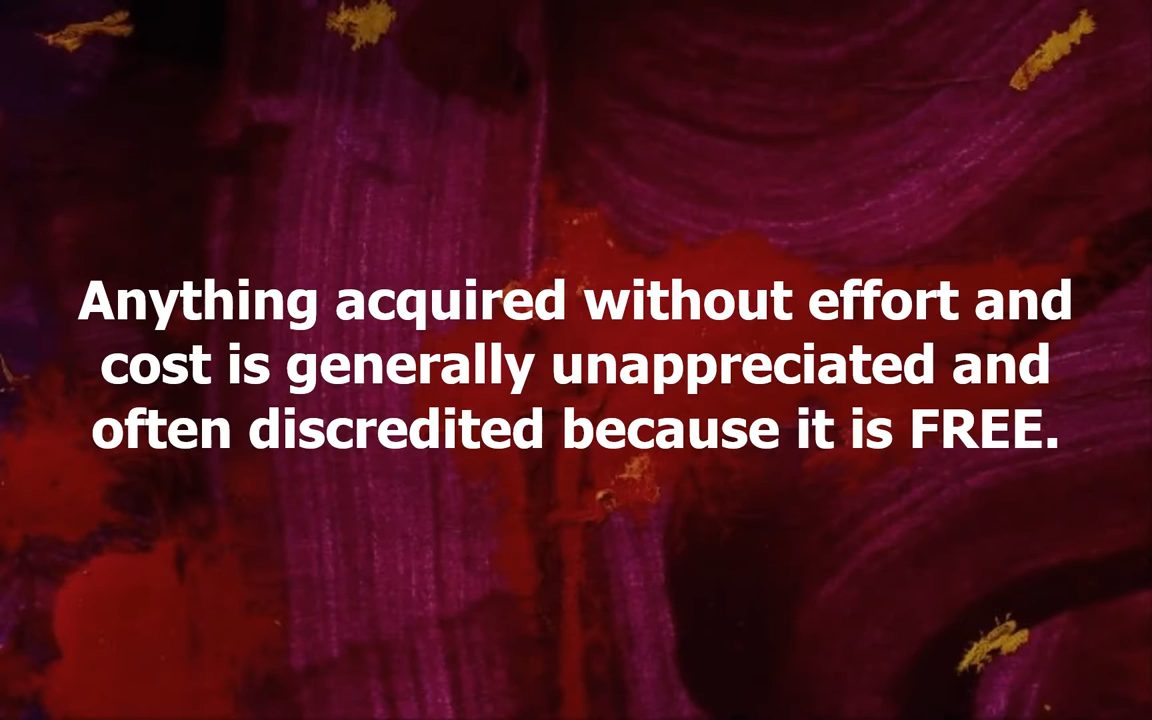 Anything acquired without effort and
cost is generally unappreciated and
often discredited because it is FREE.